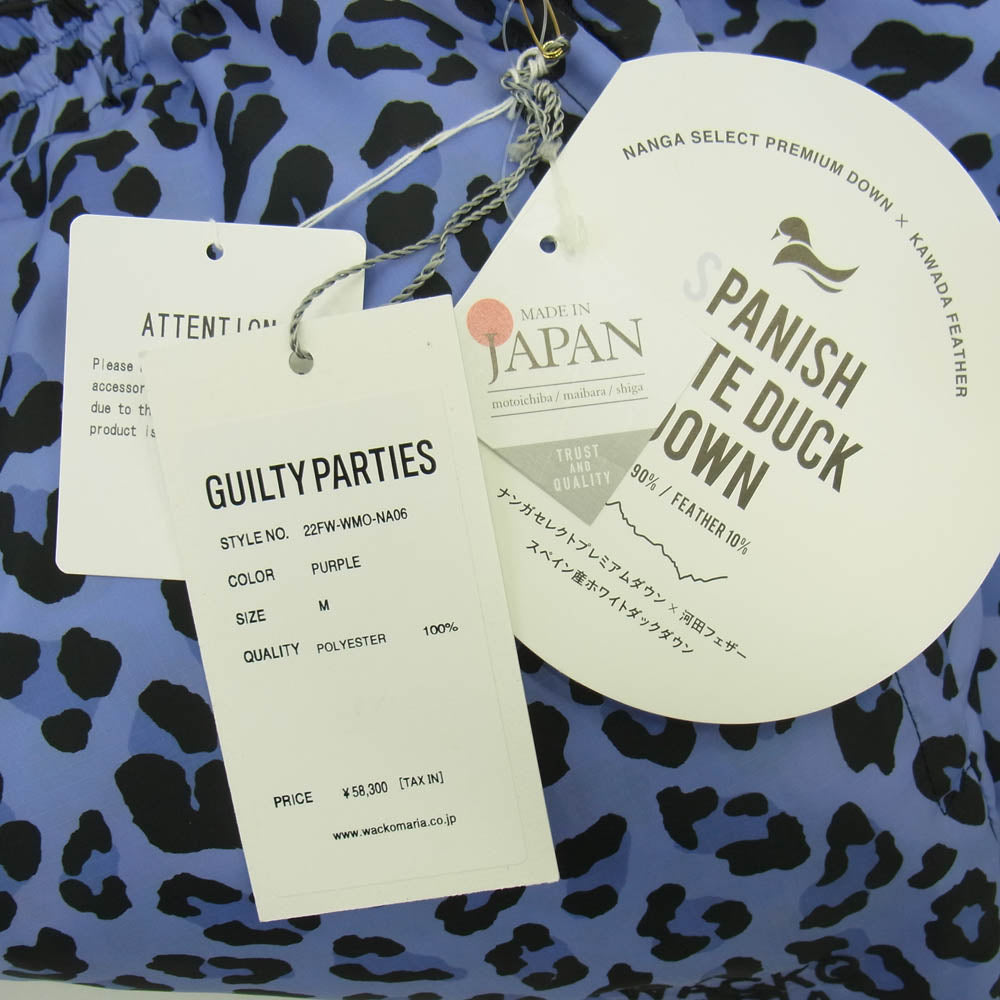 NANGA SELECT PREMIUM DOWN × KAWADA FEATHER
SPANISH
TE DUCK
DOWN
90% / FEATHER 10%
ナンガセレクトプレミアムダウン × 河田フェザー
スペイン産ホワイトダックダウン
MADE IN
JAPAN
motoichiba / maibara / shiga
TRUST
AND
QUALITY
ATTENTION
Please
accessor
due to th
product is
GUILTY PARTIES
STYLE NO. 22FW-WMO-NA06
COLOR PURPLE
SIZE M
QUALITY POLYESTER 100%
PRICE ¥58,300 [TAX IN]
www.wackomaria.co.jp
WACKO